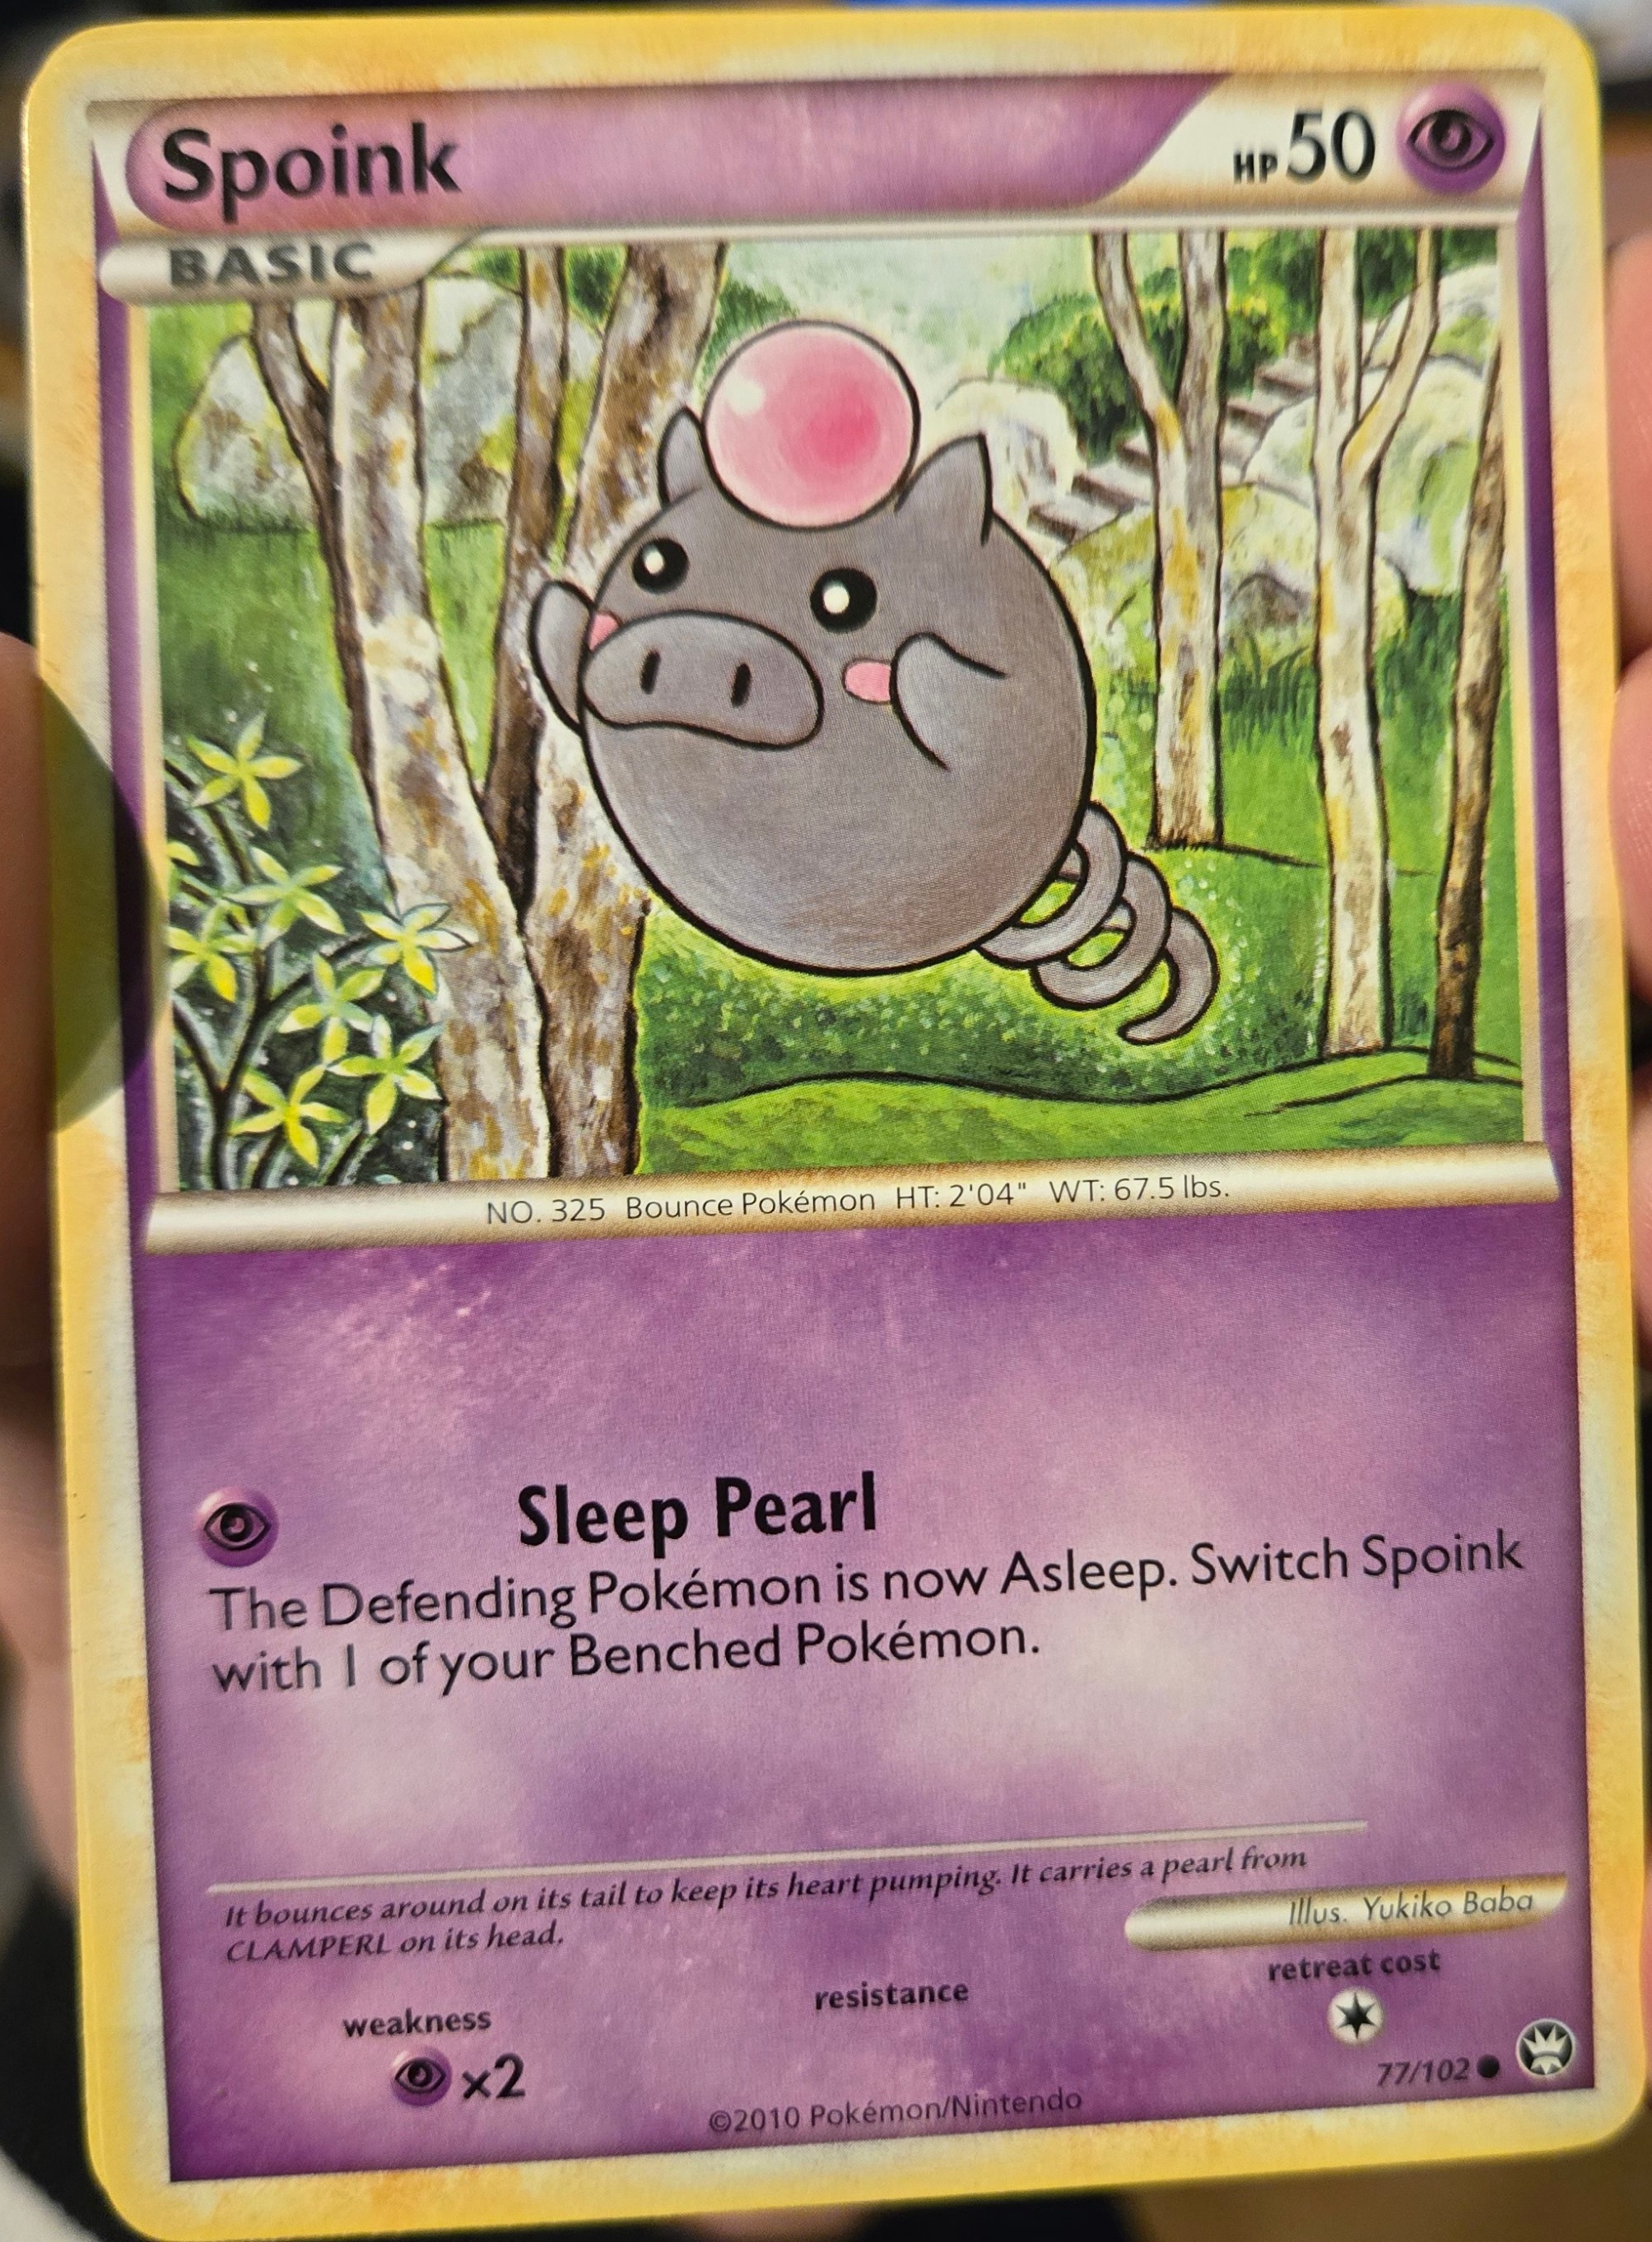 Spoink
HP 50
BASIC
NO. 325 Bounce Pokémon HT: 2'04" WT: 67.5 lbs.
Sleep Pearl
The Defending Pokémon is now Asleep. Switch Spoink
with 1 of your Benched Pokémon.
It bounces around on its tail to keep its heart pumping. It carries a pearl from
CLAMPERL on its head.
Illus. Yukiko Baba
weakness
x2
resistance
retreat cost
77/102
©2010 Pokémon/Nintendo